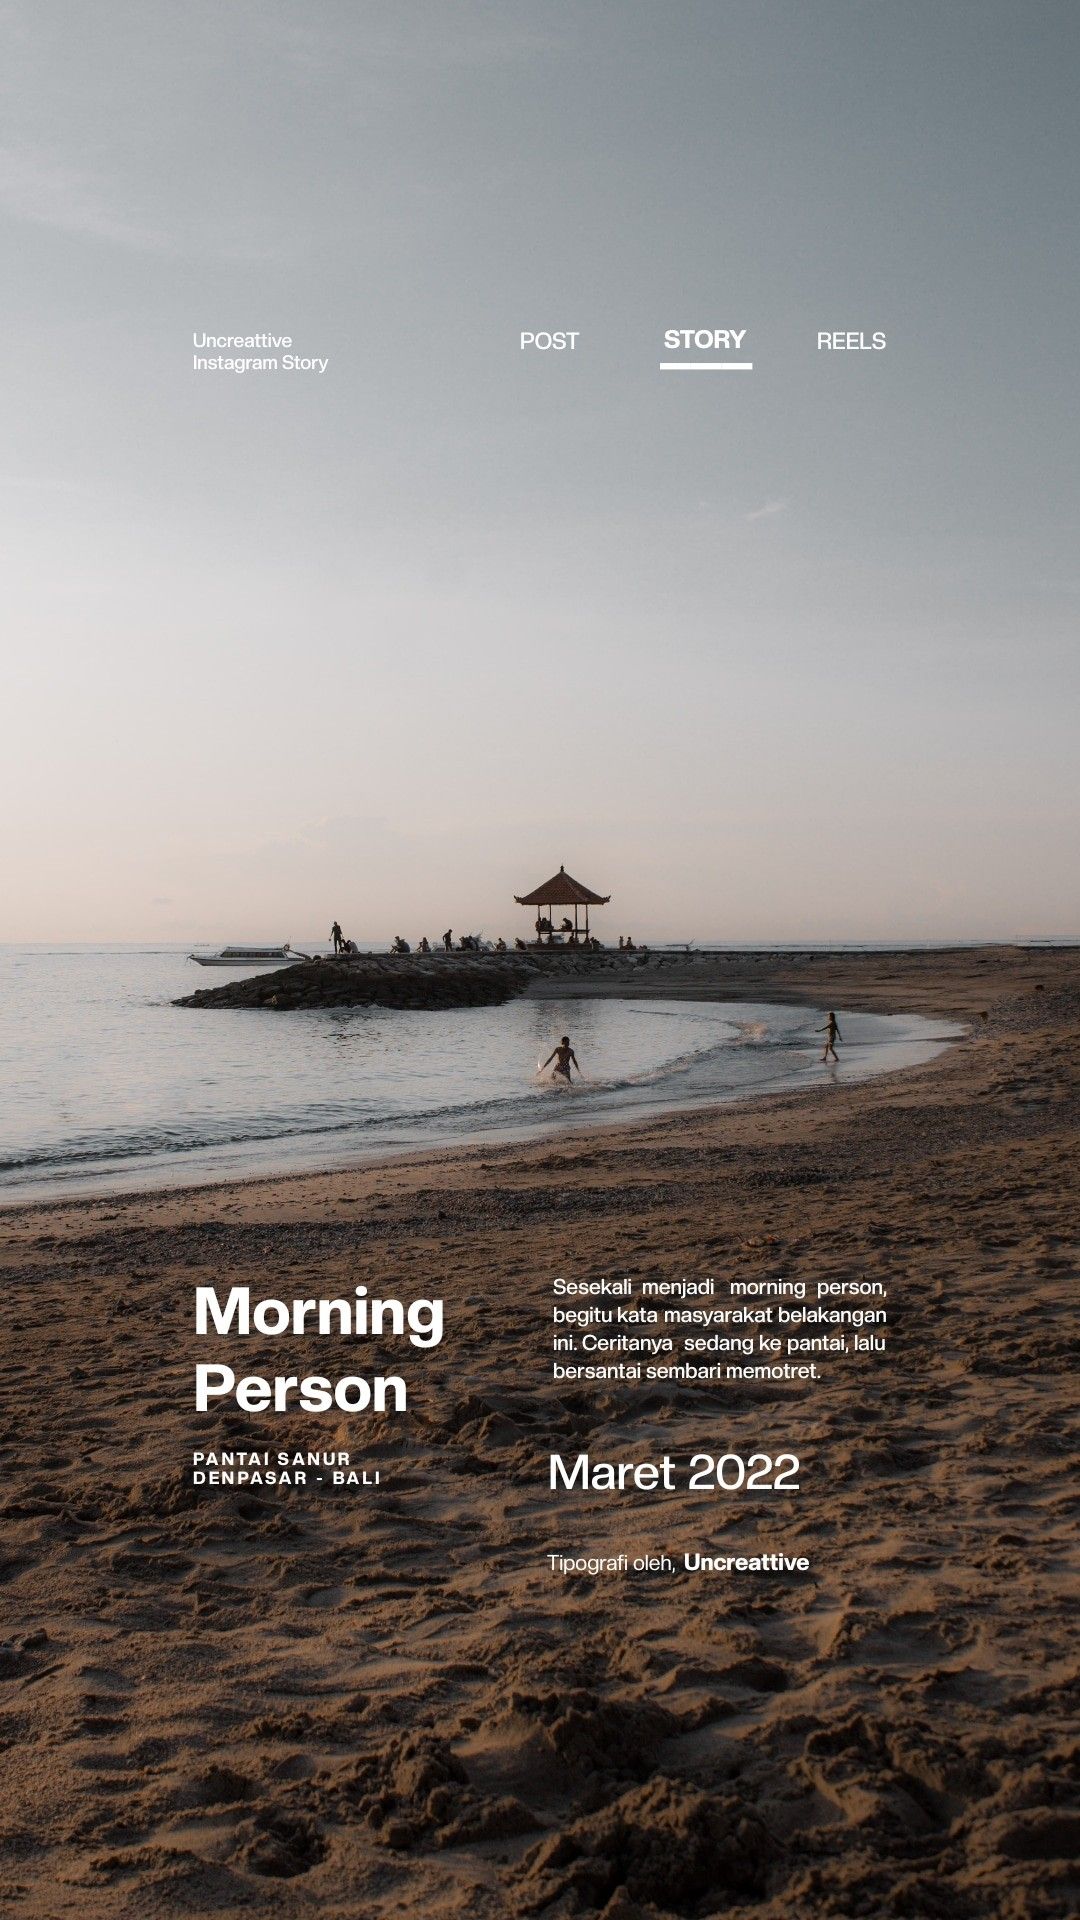 Uncreattive
Instagram Story
POST STORY REELS
Morning
Person
PANTAI SANUR
DENPASAR - BALI
Sesekali menjadi morning person,
begitu kata masyarakat belakangan
ini. Ceritanya sedang ke pantai, lalu
bersantai sembari memotret.
Maret 2022
Tipografi oleh, Uncreattive